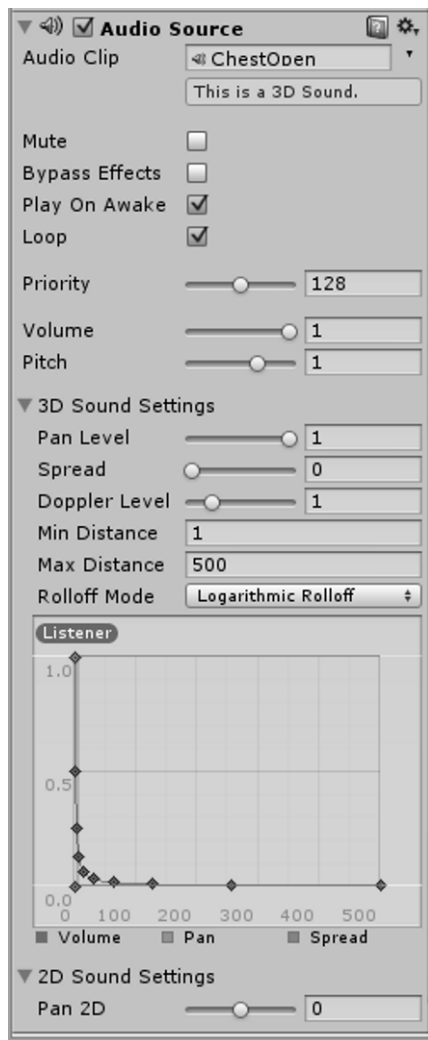 Audio Source
Audio Clip ChestOpen
This is a 3D Sound.
Mute
Bypass Effects
Play On Awake
Loop
Priority 128
Volume 1
Pitch 1
3D Sound Settings
Pan Level 1
Spread 0
Doppler Level 1
Min Distance 1
Max Distance 500
Rolloff Mode Logarithmic Rolloff
Listener
1.0
0.5
0.0
0 100 200 300 400 500
Volume Pan Spread
2D Sound Settings
Pan 2D 0